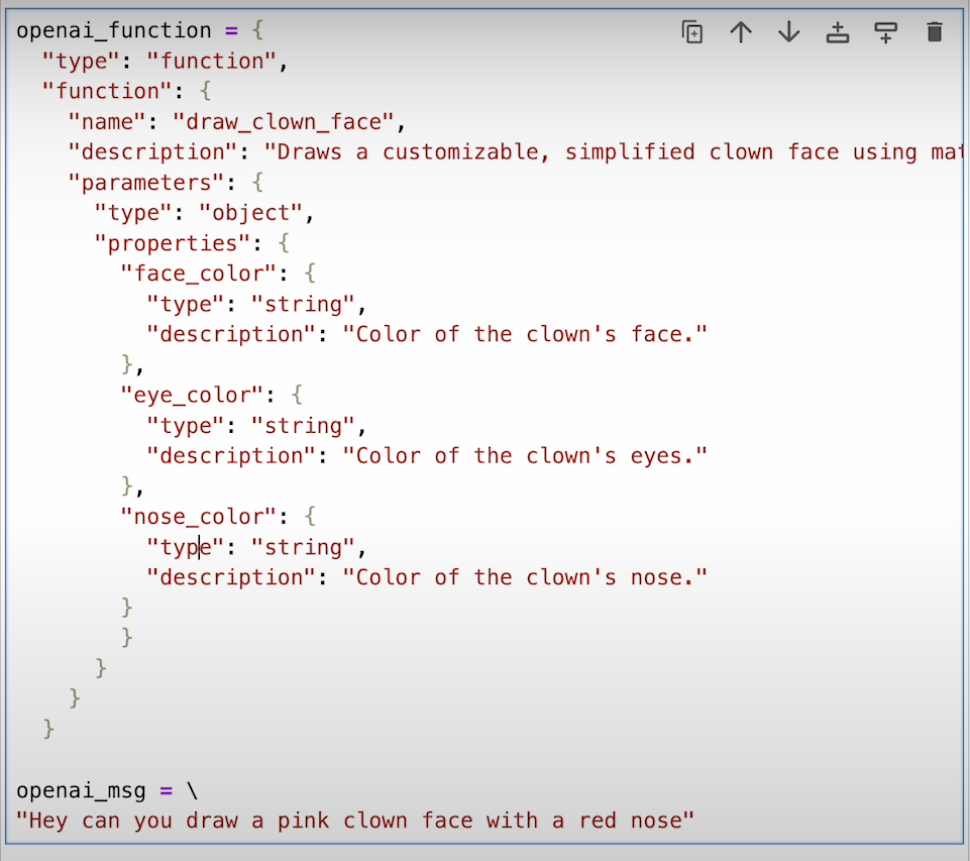 openai_function = {
"type": "function",
"function": {
"name": "draw_clown_face",
"description": "Draws a customizable, simplified clown face using
"parameters": {
"type": "object",
"properties": {
"face_color": {
"type": "string",
"description": "Color of the clown's face."
},
"eye_color": {
"type": "string",
"description": "Color of the clown's eyes."
},
"nose_color": {
"type": "string",
"description": "Color of the clown's nose."
}
}
}
}
}
openai_msg = \
"Hey can you draw a pink clown face with a red nose"